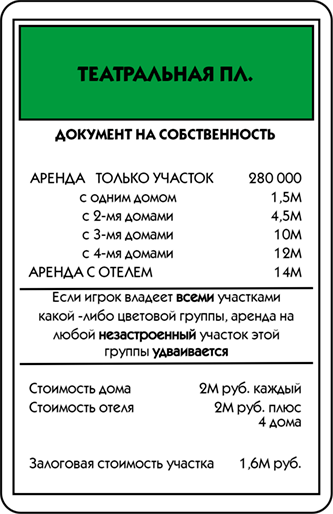 ТЕАТРАЛЬНАЯ ПЛ.
ДОКУМЕНТ НА СОБСТВЕННОСТЬ
АРЕНДА ТОЛЬКО УЧАСТОК 280 000
с одним домом 1,5М
с 2-мя домами 4,5М
с 3-мя домами 10М
с 4-мя домами 12М
АРЕНДА С ОТЕЛЕМ 14М
Если игрок владеет всеми участками
какой -либо цветовой группы, аренда на
любой незастроенный участок этой
группы удваивается
Стоимость дома 2М руб. каждый
Стоимость отеля 2М руб. плюс
4 дома
Залоговая стоимость участка 1,6М руб.